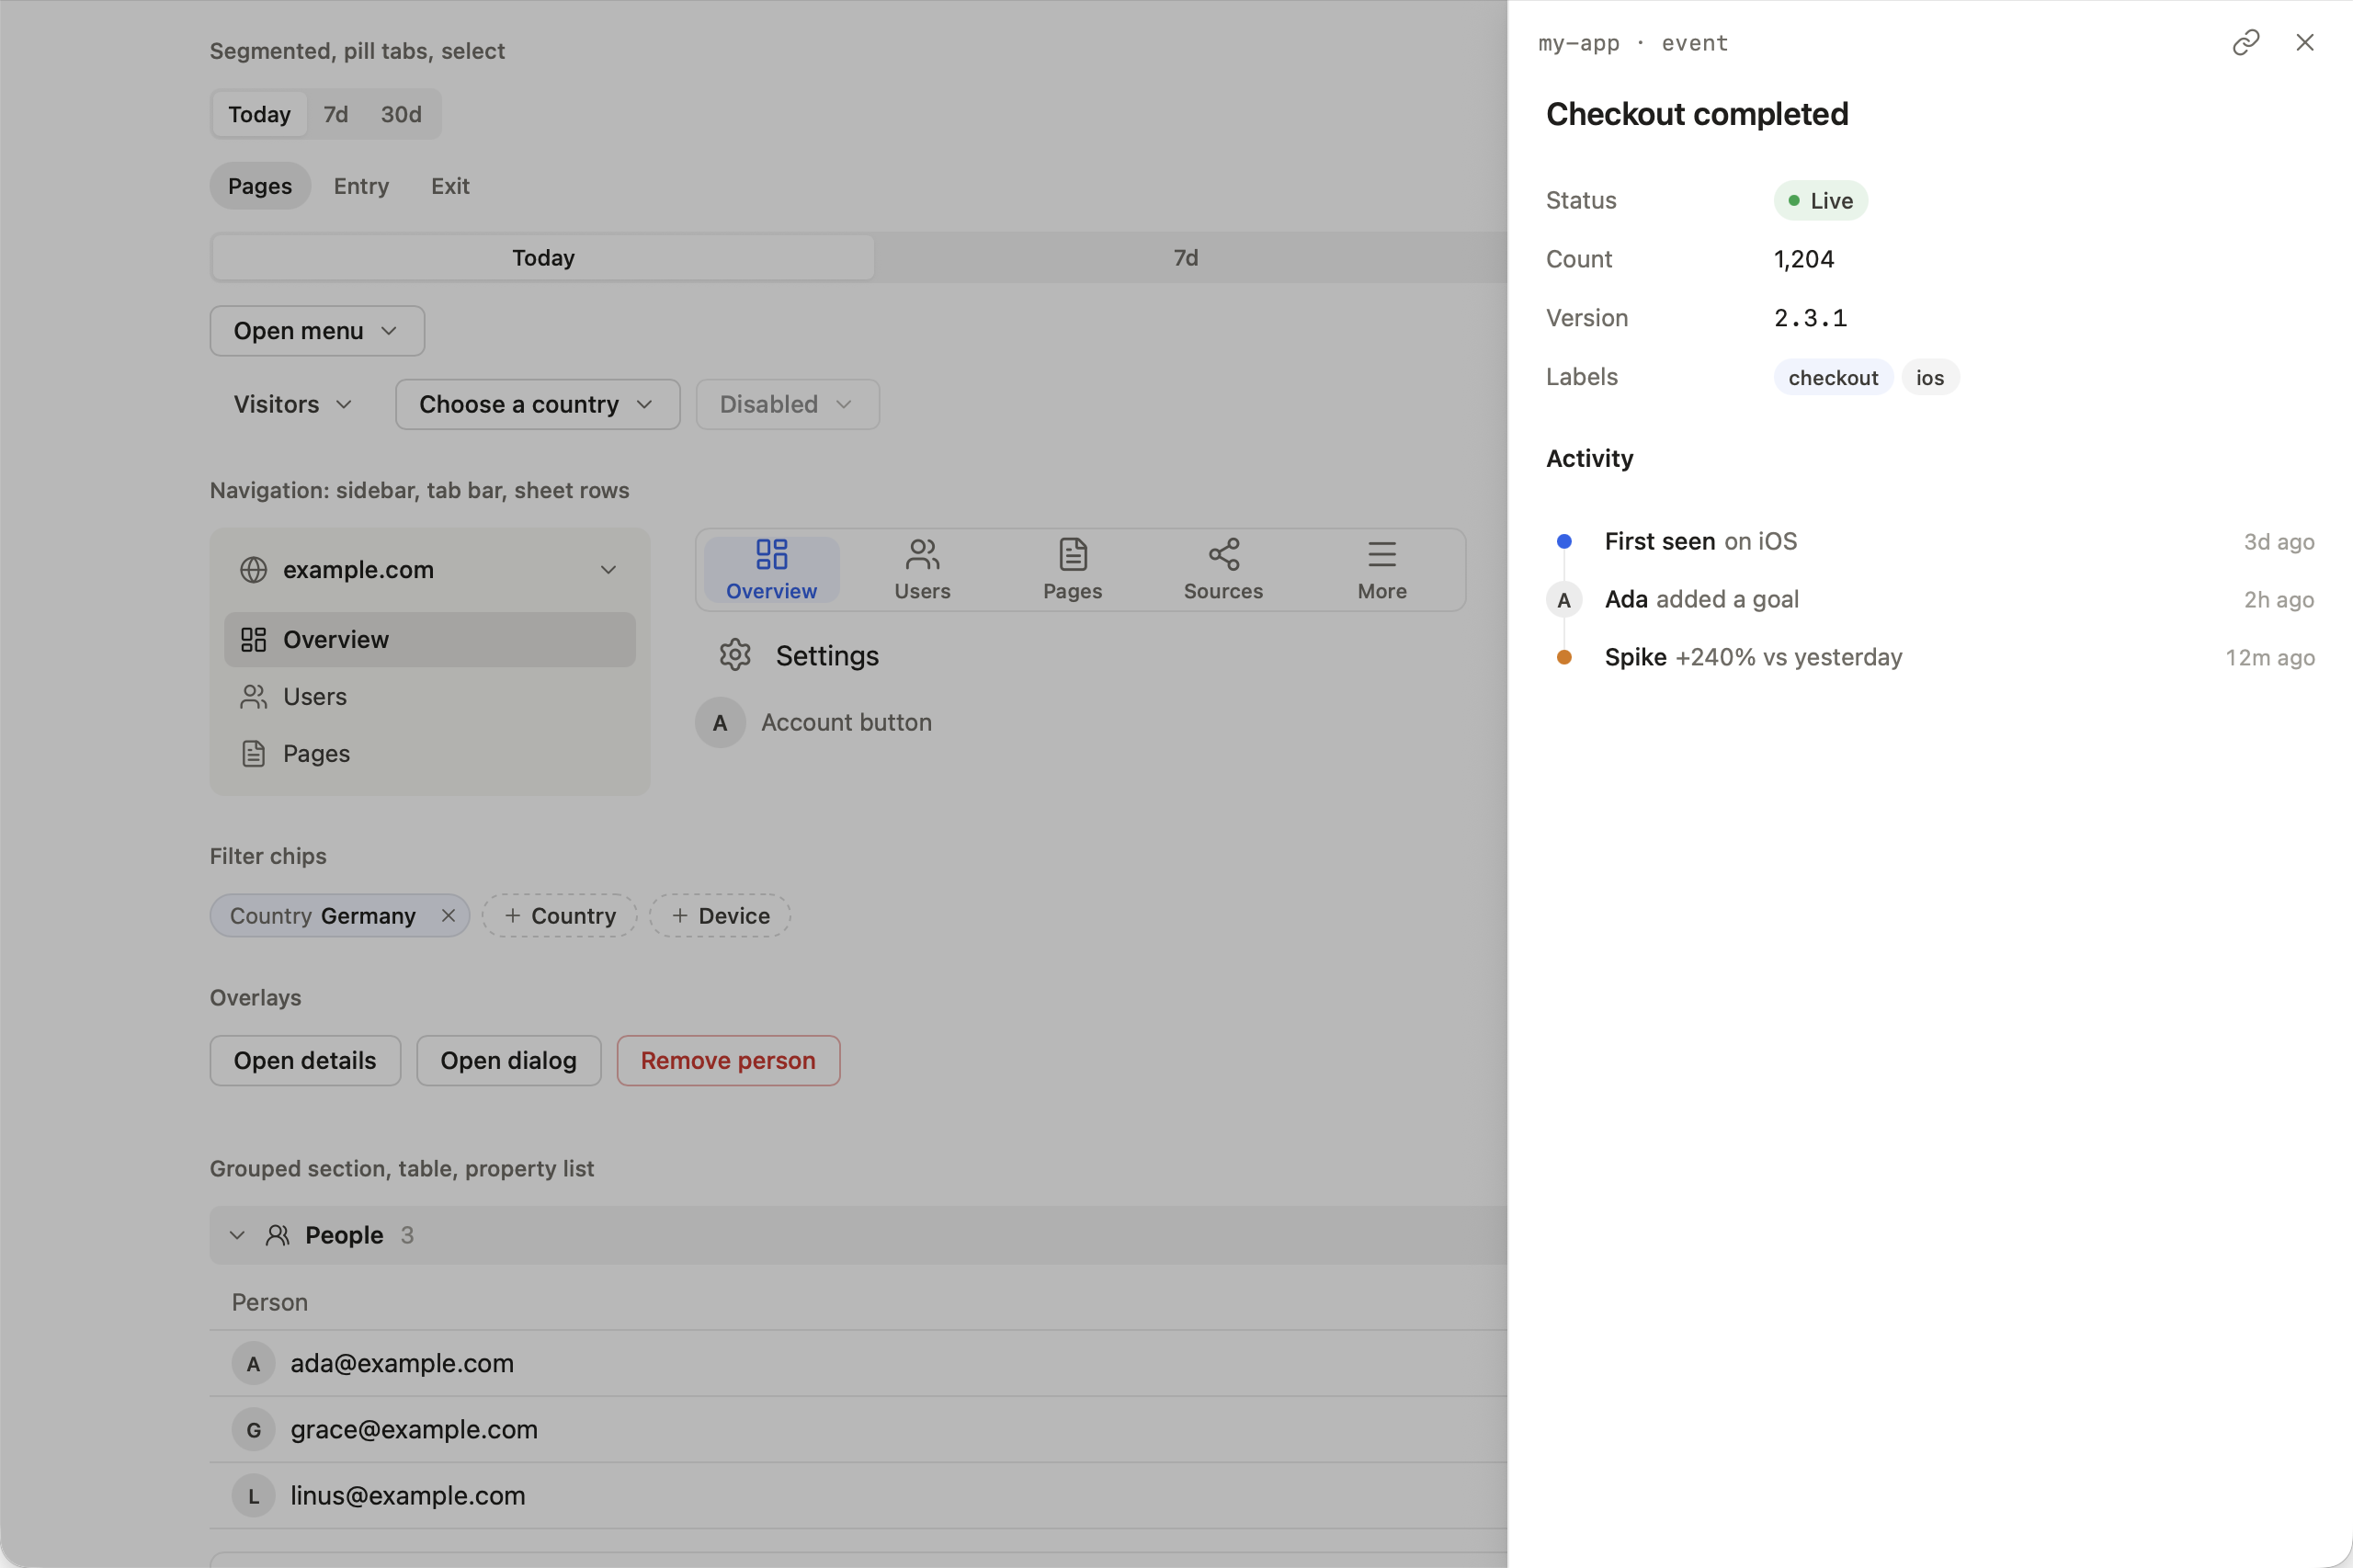 Segmented, pill tabs, select
Today 7d 30d
Pages Entry Exit
Today 7d
Open menu
Visitors Choose a country Disabled
Navigation: sidebar, tab bar, sheet rows
example.com
Overview
Users
Pages
Overview Users Pages Sources More
Settings
A Account button
Filter chips
Country Germany + Country + Device
Overlays
Open details Open dialog Remove person
Grouped section, table, property list
People 3
Person
A ada@example.com
G grace@example.com
L linus@example.com
my-app · event
Checkout completed
Status Live
Count 1,204
Version 2.3.1
Labels checkout ios
Activity
First seen on iOS 3d ago
A Ada added a goal 2h ago
Spike +240% vs yesterday 12m ago